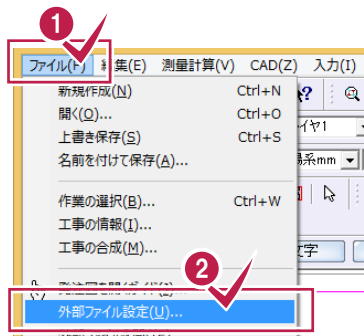 1
ファイル(F) 編集(E) 測量計算(V) CAD(Z) 入力(I)
新規作成(N) Ctrl+N
開く(O)... Ctrl+O
上書き保存(S) Ctrl+S
名前を付けて保存(A)...
作業の選択(B)... Ctrl+W
工事の情報(I)...
工事の合成(M)...
2
外部ファイル設定(U)...
イヤ1
系mm
文字